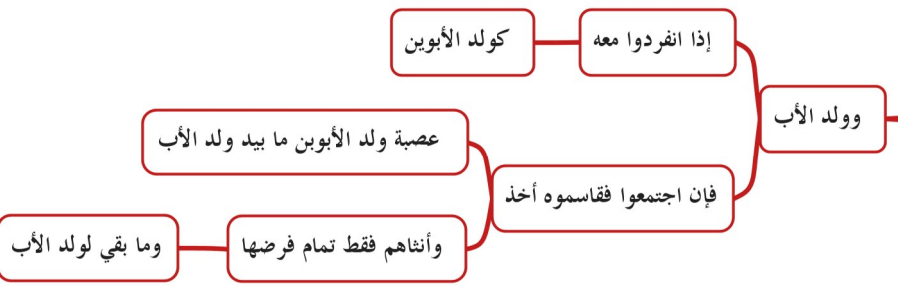 وولد الأب
إذا انفردوا معه
كولد الأبوين
فإن اجتمعوا فقاسموه أخذ
عصبة ولد الأبوبن ما بيد ولد الأب
وأنثاهم فقط تمام فرضها
وما بقي لولد الأب